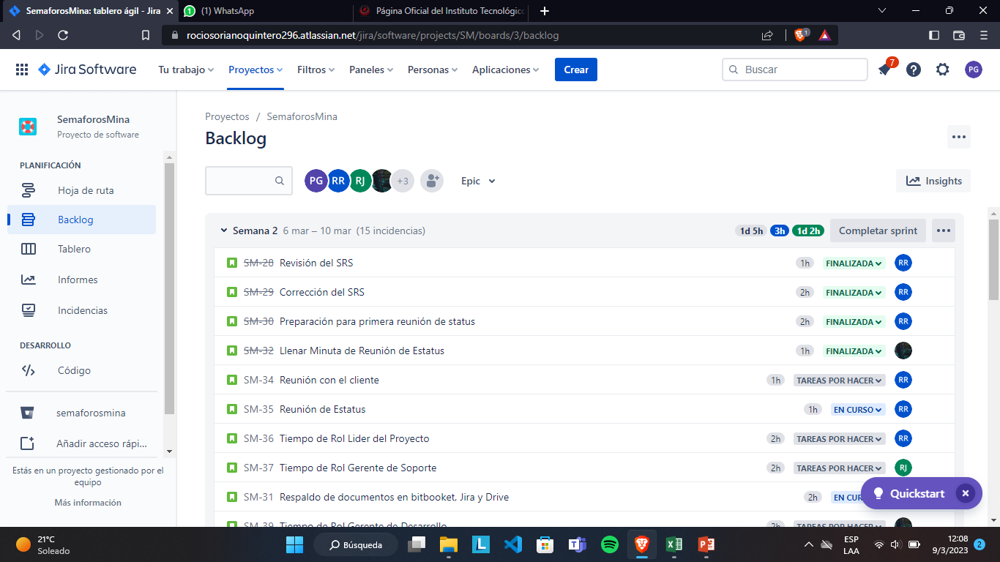 SemaforosMina: tablero ágil - Jira
(1) WhatsApp
Página Oficial del Instituto Tecnológico
rociosorianoquintero296.atlassian.net/jira/software/projects/SM/boards/3/backlog
1
Jira Software
Tu trabajo
Proyectos
Filtros
Paneles
Personas
Aplicaciones
Crear
Buscar
7
PG
SemaforosMina
Proyecto de software
PLANIFICACIÓN
Hoja de ruta
Backlog
Tablero
Informes
Incidencias
DESARROLLO
Código
semaforosmina
Añadir acceso rápi...
Estás en un proyecto gestionado por el
equipo
Más información
Proyectos / SemaforosMina
Backlog
PG RR RJ +3
Epic
Insights
Semana 2 6 mar – 10 mar (15 incidencias) 1d 5h 3h 1d 2h Completar sprint
SM-28 Revisión del SRS 1h FINALIZADA RR
SM-29 Corrección del SRS 2h FINALIZADA RR
SM-30 Preparación para primera reunión de status 2h FINALIZADA RR
SM-32 Llenar Minuta de Reunión de Estatus 1h FINALIZADA
SM-34 Reunión con el cliente 1h TAREAS POR HACER RR
SM-35 Reunión de Estatus 1h EN CURSO RR
SM-36 Tiempo de Rol Lider del Proyecto 2h TAREAS POR HACER RR
SM-37 Tiempo de Rol Gerente de Soporte 2h TAREAS POR HACER RJ
SM-31 Respaldo de documentos en bitbooket, Jira y Drive 2h EN CURSO
SM-39 Tiempo de Rol Gerente de Desarrollo 2h TAREAS POR HACER
Quickstart
21°C
Soleado
Búsqueda
ESP
LAA
12:08
9/3/2023
2